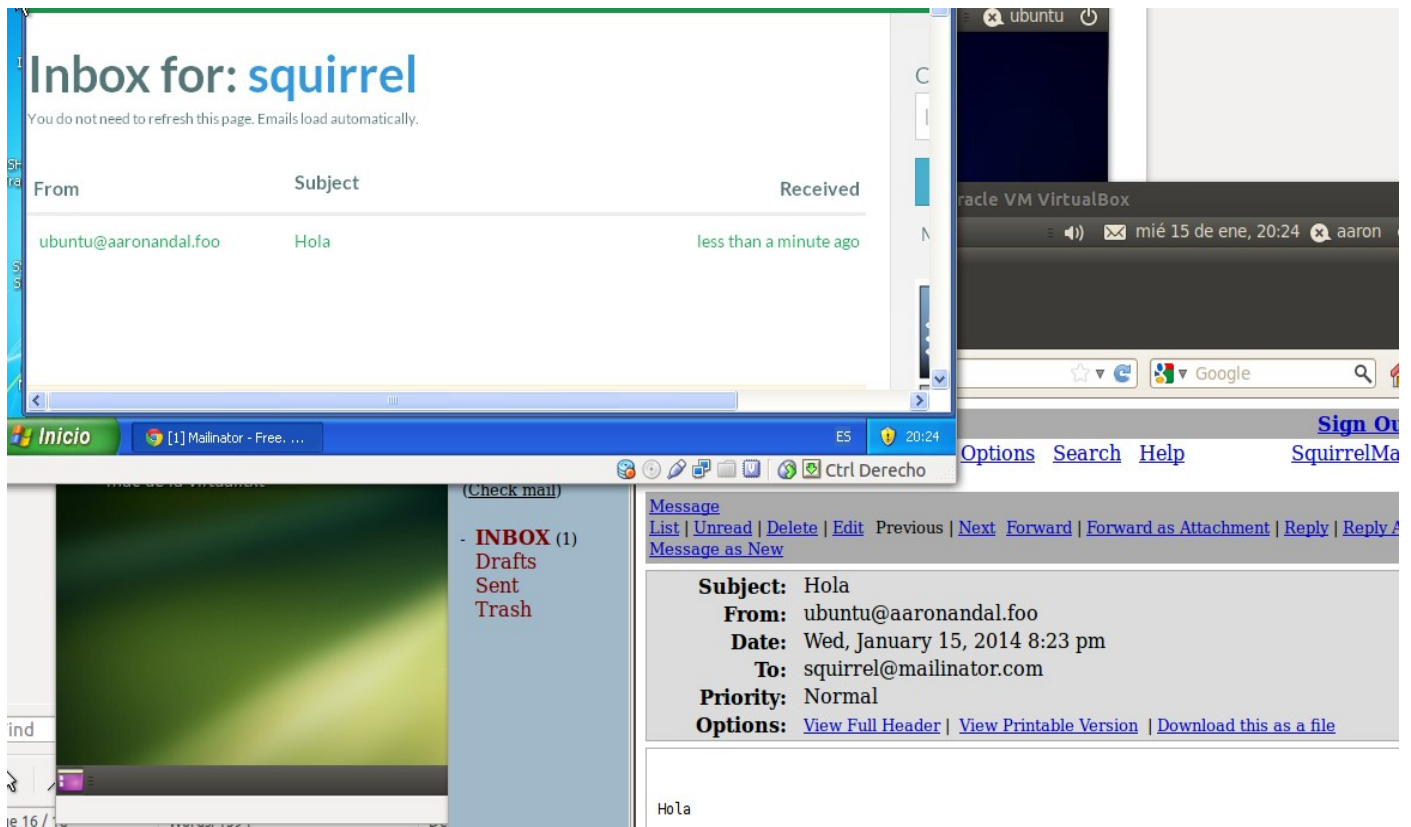 ubuntu
Inbox for: squirrel
You do not need to refresh this page. Emails load automatically.
From Subject Received
ubuntu@aaronandal.foo Hola less than a minute ago
racle VM VirtualBox
mié 15 de ene, 20:24 aaron
Google
Inicio [1] Mailinator - Free. ... ES 20:24
Ctrl Derecho
Sign Ou
Options Search Help SquirrelMa
(Check mail)
- INBOX (1)
Drafts
Sent
Trash
Message
List | Unread | Delete | Edit Previous | Next Forward | Forward as Attachment | Reply | Reply A
Message as New
Subject: Hola
From: ubuntu@aaronandal.foo
Date: Wed, January 15, 2014 8:23 pm
To: squirrel@mailinator.com
Priority: Normal
Options: View Full Header | View Printable Version | Download this as a file
Hola
ind